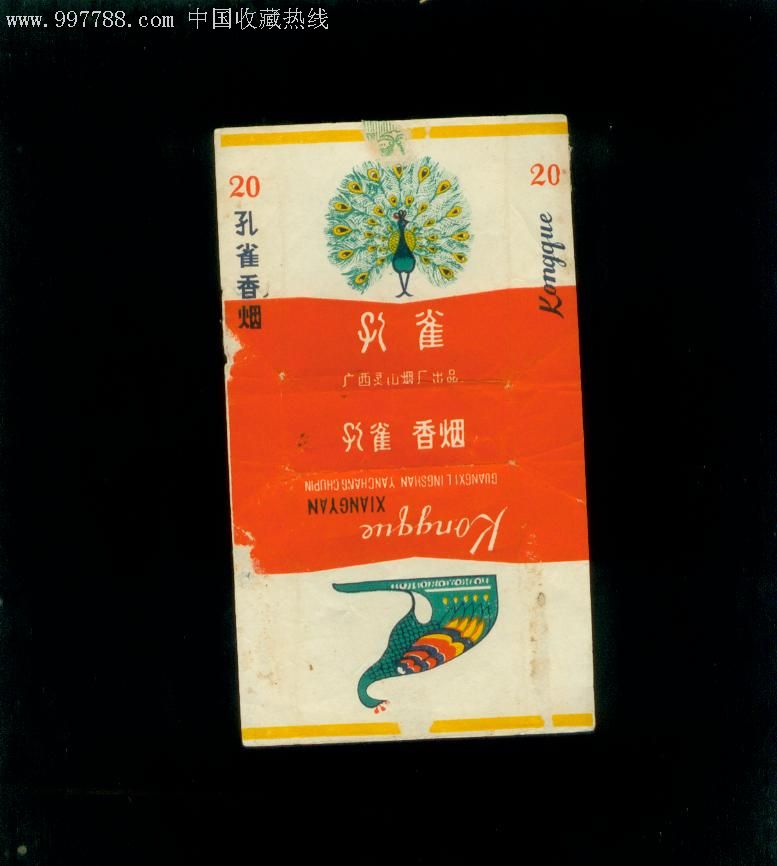 www.997788.com 中国收藏热线
20
孔雀香烟
20
Kongque
孔雀
广西灵山烟厂出品
孔雀 香烟
GUANGXI LINGSHAN YANCHANG CHUPIN
XIANGYAN
Kongque